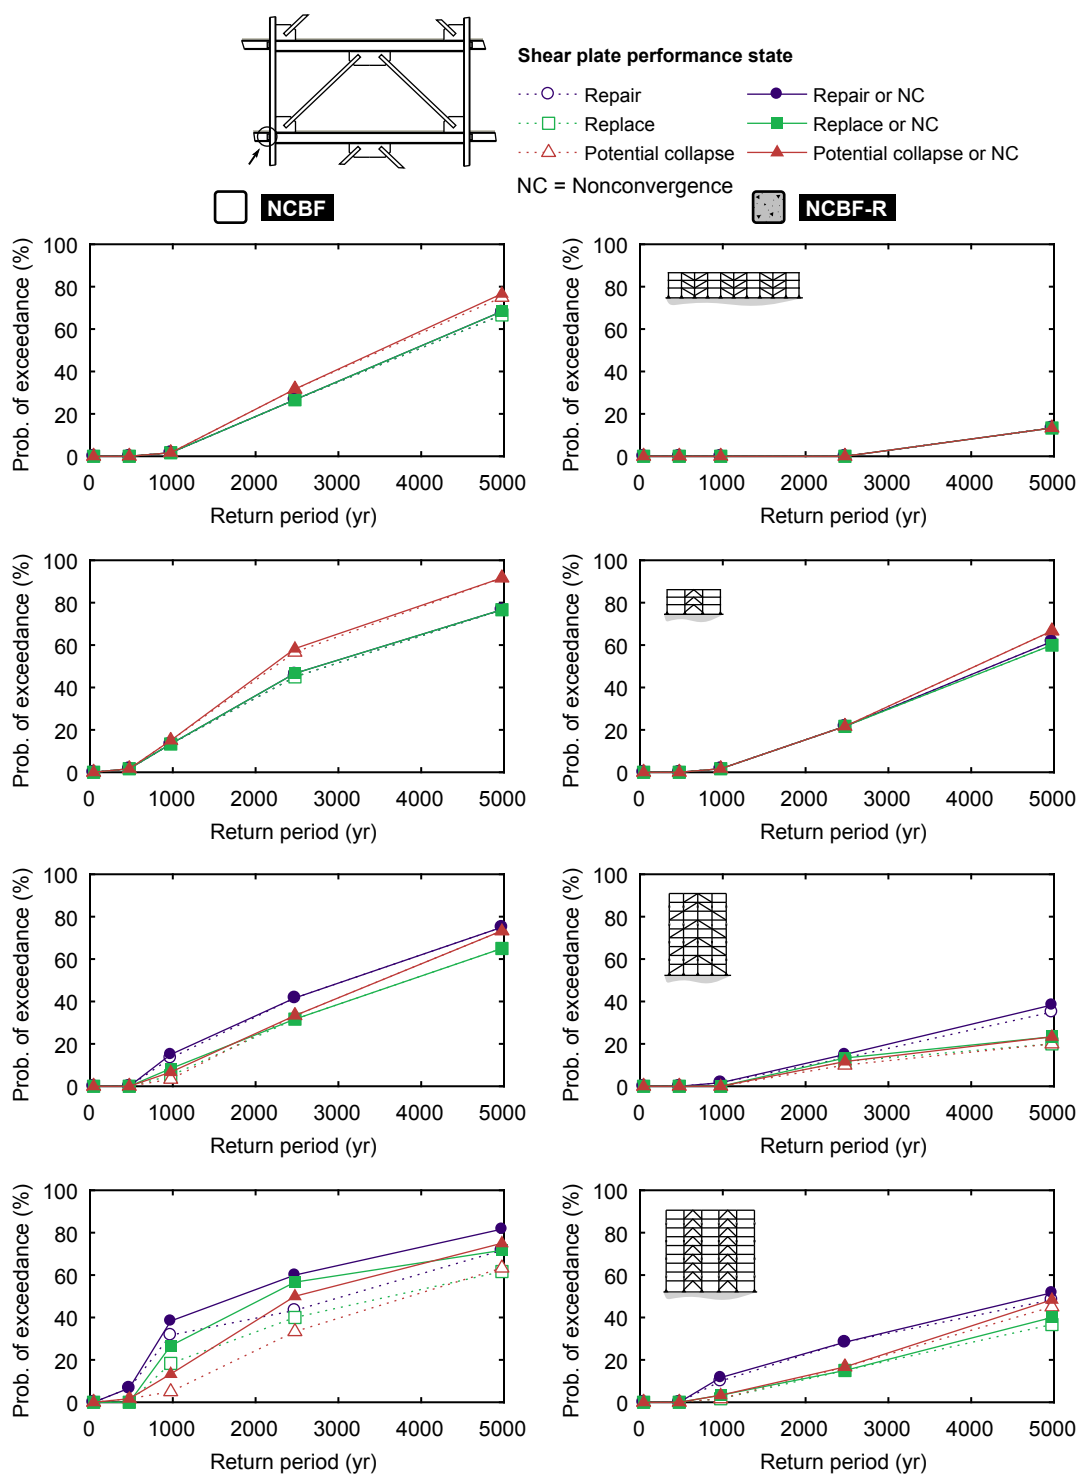 Shear plate performance state
Repair
Repair or NC
Replace
Replace or NC
Potential collapse
Potential collapse or NC
NC = Nonconvergence
NCBF
NCBF-R
Prob. of exceedance (%)
100
80
60
40
20
0
0 1000 2000 3000 4000 5000
Return period (yr)
Prob. of exceedance (%)
100
80
60
40
20
0
0 1000 2000 3000 4000 5000
Return period (yr)
Prob. of exceedance (%)
100
80
60
40
20
0
0 1000 2000 3000 4000 5000
Return period (yr)
Prob. of exceedance (%)
100
80
60
40
20
0
0 1000 2000 3000 4000 5000
Return period (yr)
Prob. of exceedance (%)
100
80
60
40
20
0
0 1000 2000 3000 4000 5000
Return period (yr)
Prob. of exceedance (%)
100
80
60
40
20
0
0 1000 2000 3000 4000 5000
Return period (yr)
Prob. of exceedance (%)
100
80
60
40
20
0
0 1000 2000 3000 4000 5000
Return period (yr)
Prob. of exceedance (%)
100
80
60
40
20
0
0 1000 2000 3000 4000 5000
Return period (yr)